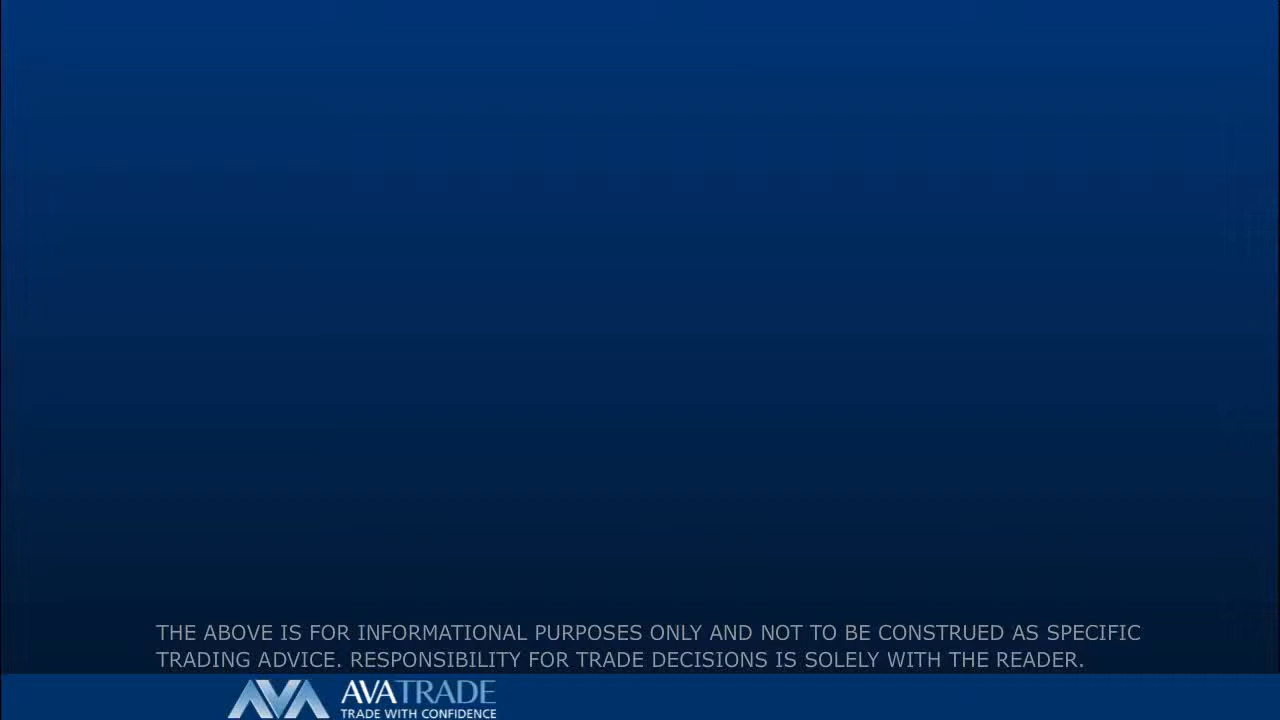 THE ABOVE IS FOR INFORMATIONAL PURPOSES ONLY AND NOT TO BE CONSTRUED AS SPECIFIC
TRADING ADVICE. RESPONSIBILITY FOR TRADE DECISIONS IS SOLELY WITH THE READER.
AVATRADE
TRADE WITH CONFIDENCE